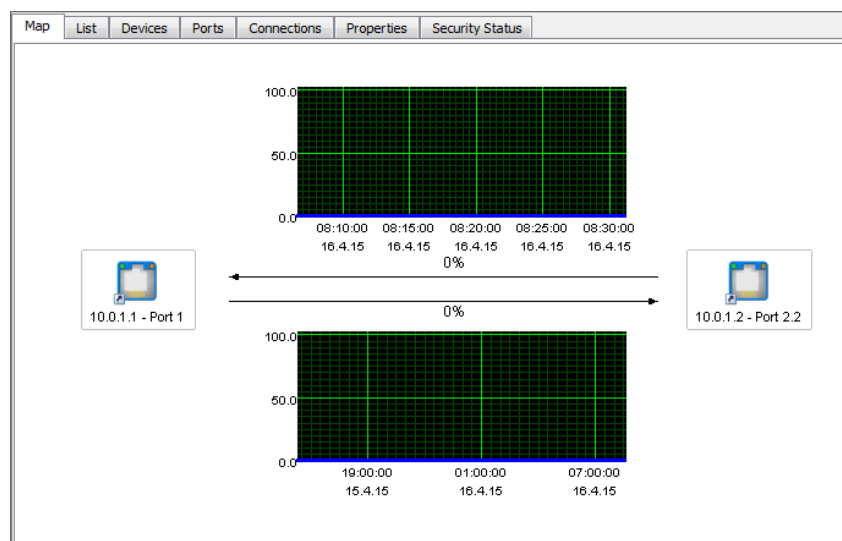 Map List Devices Ports Connections Properties Security Status
100.0
50.0
0.0
08:10:00 08:15:00 08:20:00 08:25:00 08:30:00
16.4.15 16.4.15 16.4.15 16.4.15 16.4.15
0%
10.0.1.1 - Port 1
10.0.1.2 - Port 2.2
0%
100.0
50.0
0.0
19:00:00 01:00:00 07:00:00
15.4.15 16.4.15 16.4.15